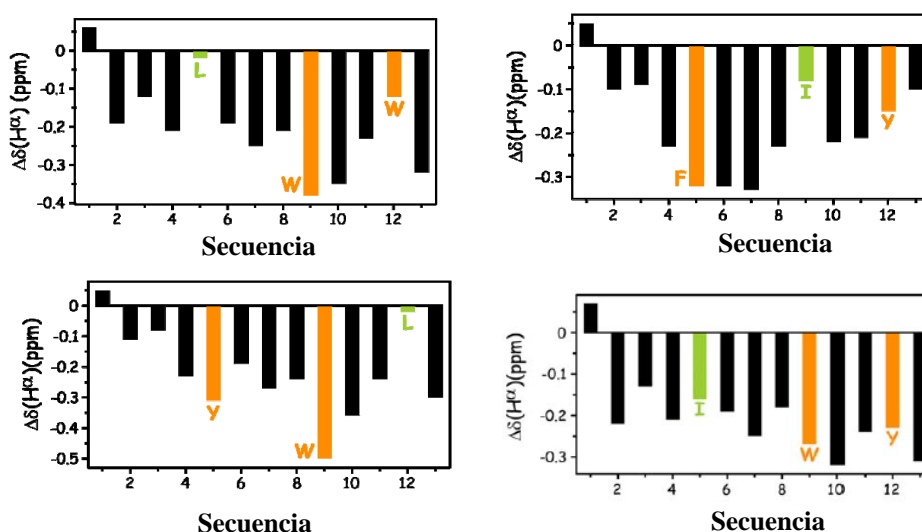 Δδ(Hα) (ppm)
0
-0.1
-0.2
-0.3
-0.4
L
W
W
2 4 6 8 10 12
Secuencia
Δδ(Hα)(ppm)
0
-0.1
-0.2
-0.3
F
I
y
2 4 6 8 10 12
Secuencia
Δδ(Hα)(ppm)
0
-0.1
-0.2
-0.3
-0.4
-0.5
y
W
L
2 4 6 8 10 12
Secuencia
Δδ(Hα)(ppm)
0
-0.1
-0.2
-0.3
I
W
y
2 4 6 8 10 12
Secuencia